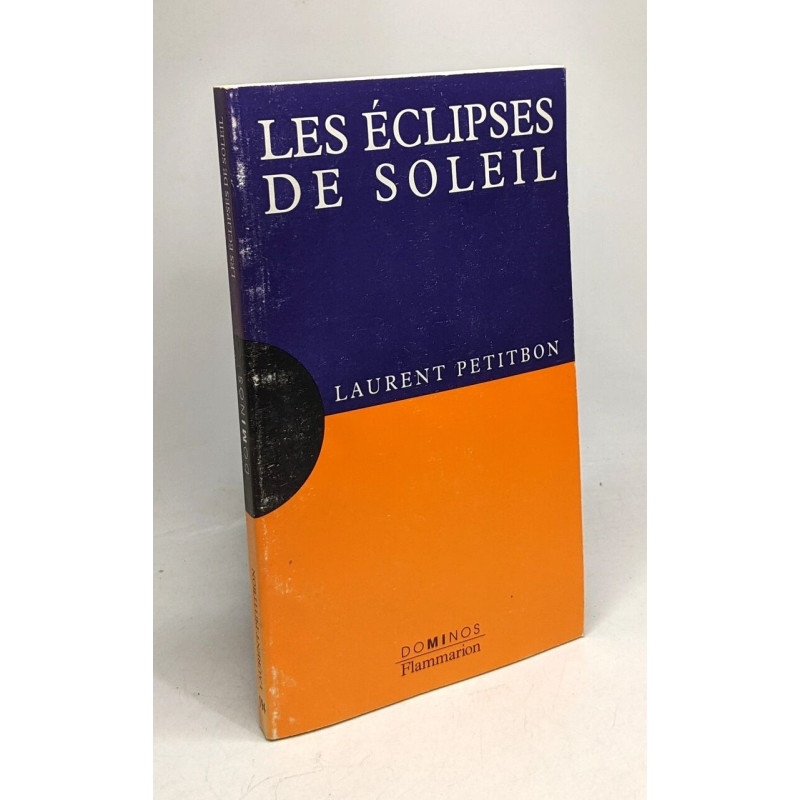 LES ÉCLIPSES
DE SOLEIL
LAURENT PETITBON
DOMINOS
Flammarion
LES ÉCLIPSES DE SOLEIL
DOMINOS